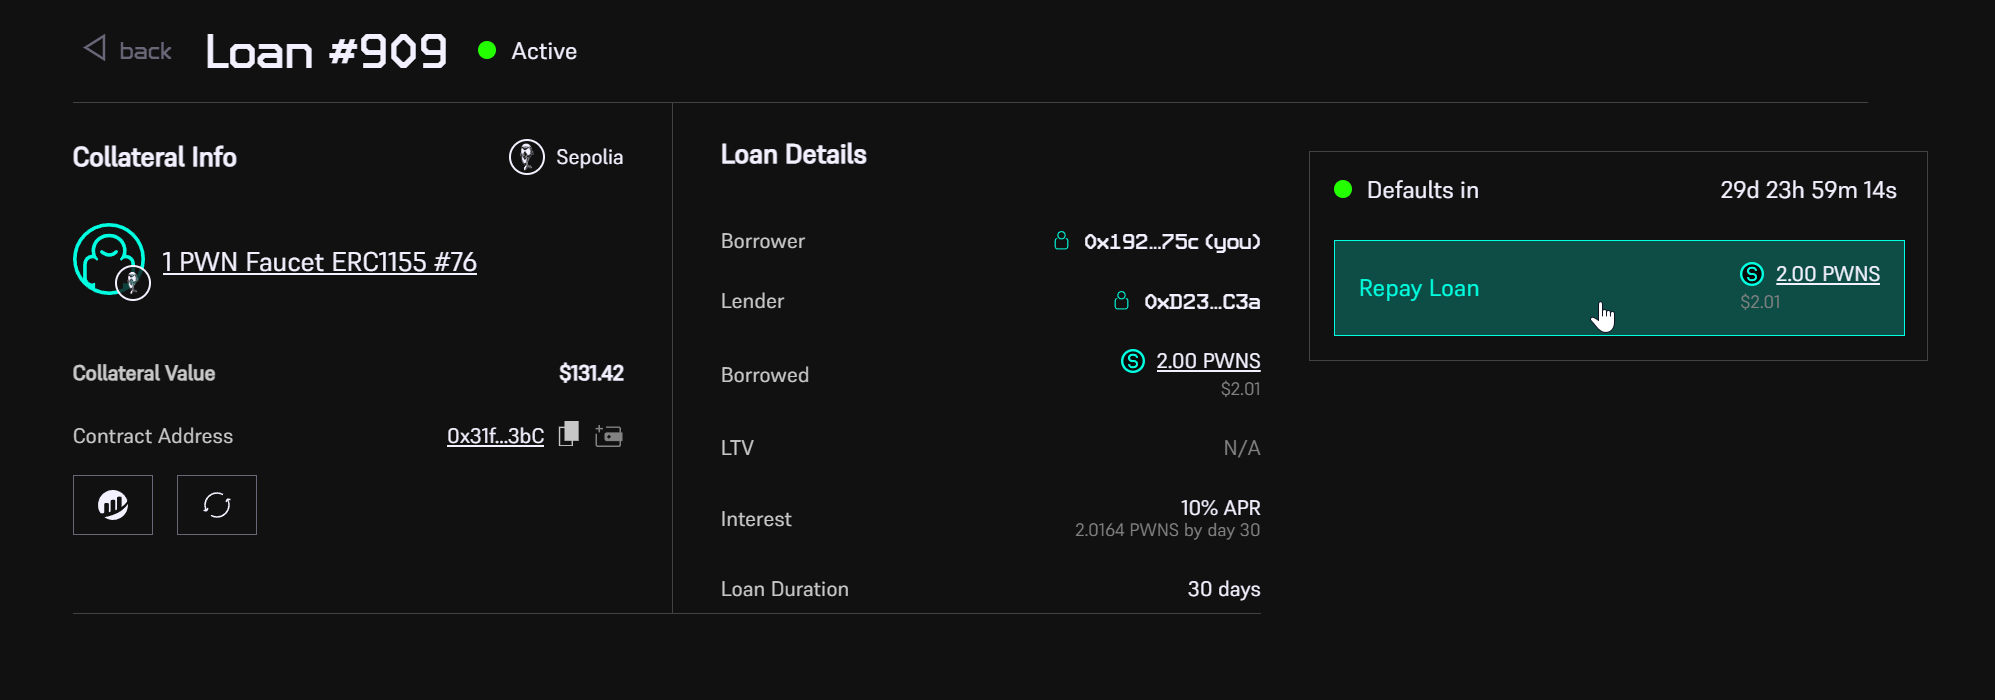 back
Loan #909
Active
Collateral Info
Sepolia
1 PWN Faucet ERC1155 #76
Collateral Value
$131.42
Contract Address
0x31f...3bC
Loan Details
Borrower
0x192...75c (you)
Lender
0xD23...C3a
Borrowed
2.00 PWNS
$2.01
LTV
N/A
Interest
10% APR
2.0164 PWNS by day 30
Loan Duration
30 days
Defaults in
29d 23h 59m 14s
Repay Loan
2.00 PWNS
$2.01